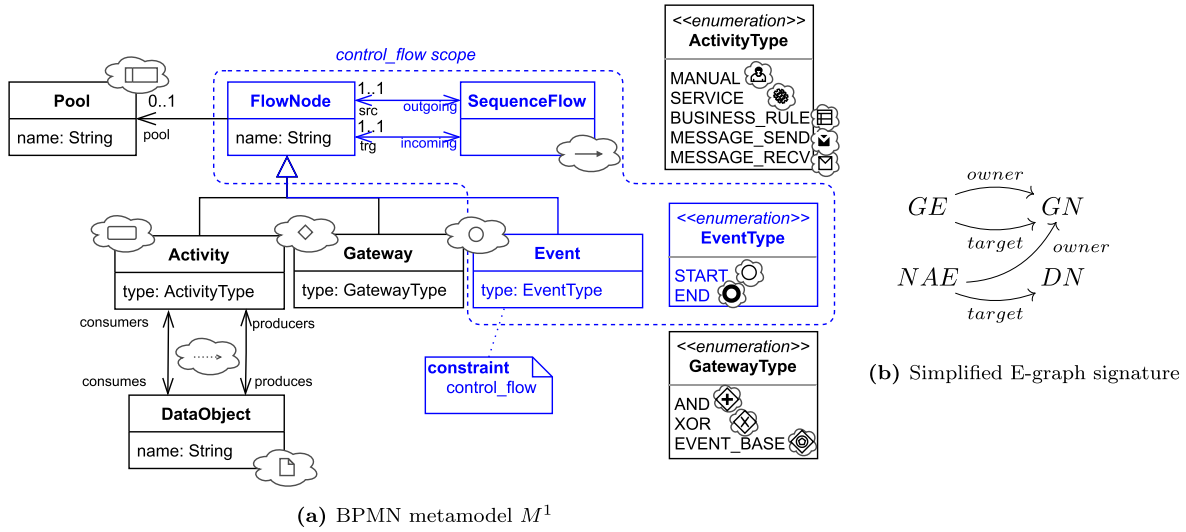 control_flow scope
Pool
name: String
0..1
pool
FlowNode
name: String
1..1
src
outgoing
1..1
trg
incoming
SequenceFlow
<<enumeration>>
ActivityType
MANUAL
SERVICE
BUSINESS_RULE
MESSAGE_SEND
MESSAGE_RECV
Activity
type: ActivityType
Gateway
type: GatewayType
Event
type: EventType
<<enumeration>>
EventType
START
END
consumers
producers
consumes
produces
DataObject
name: String
constraint
control_flow
<<enumeration>>
GatewayType
AND
XOR
EVENT_BASE
(a) BPMN metamodel M¹
owner
GE GN
target
owner
NAE DN
target
(b) Simplified E-graph signature